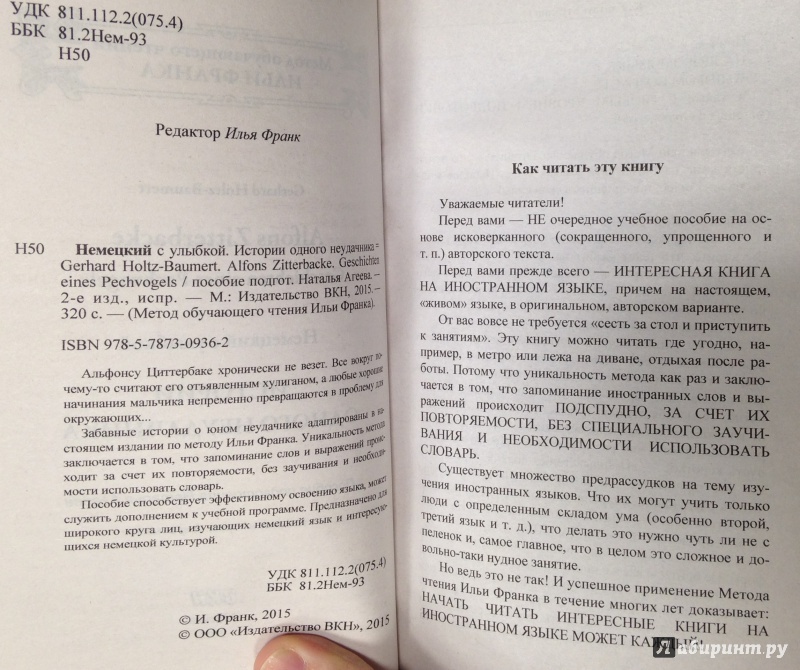 УДК 811.112.2(075.4)
ББК 81.2Нем-93
Н50
Редактор Илья Франк
Н50 Немецкий с улыбкой. Истории одного неудачника =
Gerhard Holtz-Baumert. Alfons Zitterbacke. Geschichten
eines Pechvogels / пособие подгот. Наталья Агеева. —
2-е изд., испр. — М.: Издательство ВКН, 2015.—
320 с. — (Метод обучающего чтения Ильи Франка).
ISBN 978-5-7873-0936-2
Альфонсу Циттербаке хронически не везет. Все вокруг по-
чему-то считают его отъявленным хулиганом, а любые хорошие
начинания мальчика непременно превращаются в проблему для
окружающих...
Забавные истории о юном неудачнике адаптированы в на-
стоящем издании по методу Ильи Франка. Уникальность метода
заключается в том, что запоминание слов и выражений проис-
ходит за счет их повторяемости, без заучивания и необходи-
мости использовать словарь.
Пособие способствует эффективному освоению языка, может
служить дополнением к учебной программе. Предназначено для
широкого круга лиц, изучающих немецкий язык и интересую-
щихся немецкой культурой.
УДК 811.112.2(075.4)
ББК 81.2Нем-93
© И. Франк, 2015
© ООО «Издательство ВКН», 2015
Как читать эту книгу
Уважаемые читатели!
Перед вами — НЕ очередное учебное пособие на ос-
нове исковерканного (сокращенного, упрощенного и
т. п.) авторского текста.
Перед вами прежде всего — ИНТЕРЕСНАЯ КНИГА
НА ИНОСТРАННОМ ЯЗЫКЕ, причем на настоящем,
«живом» языке, в оригинальном, авторском варианте.
От вас вовсе не требуется «сесть за стол и приступить
к занятиям». Эту книгу можно читать где угодно, на-
пример, в метро или лежа на диване, отдыхая после ра-
боты. Потому что уникальность метода как раз и заклю-
чается в том, что запоминание иностранных слов и вы-
ражений происходит ПОДСПУДНО, ЗА СЧЕТ ИХ
ПОВТОРЯЕМОСТИ, БЕЗ СПЕЦИАЛЬНОГО ЗАУЧИ-
ВАНИЯ И НЕОБХОДИМОСТИ ИСПОЛЬЗОВАТЬ
СЛОВАРЬ.
Существует множество предрассудков на тему изу-
чения иностранных языков. Что их могут учить только
люди с определенным складом ума (особенно второй,
третий язык и т. д.), что делать это нужно чуть ли не с
пеленок и, самое главное, что в целом это сложное и до-
вольно-таки нудное занятие.
Но ведь это не так! И успешное применение Метода
чтения Ильи Франка в течение многих лет доказывает:
НАЧАТЬ ЧИТАТЬ ИНТЕРЕСНЫЕ КНИГИ НА
ИНОСТРАННОМ ЯЗЫКЕ МОЖЕТ КАЖДЫЙ!
Лабиринт.ру